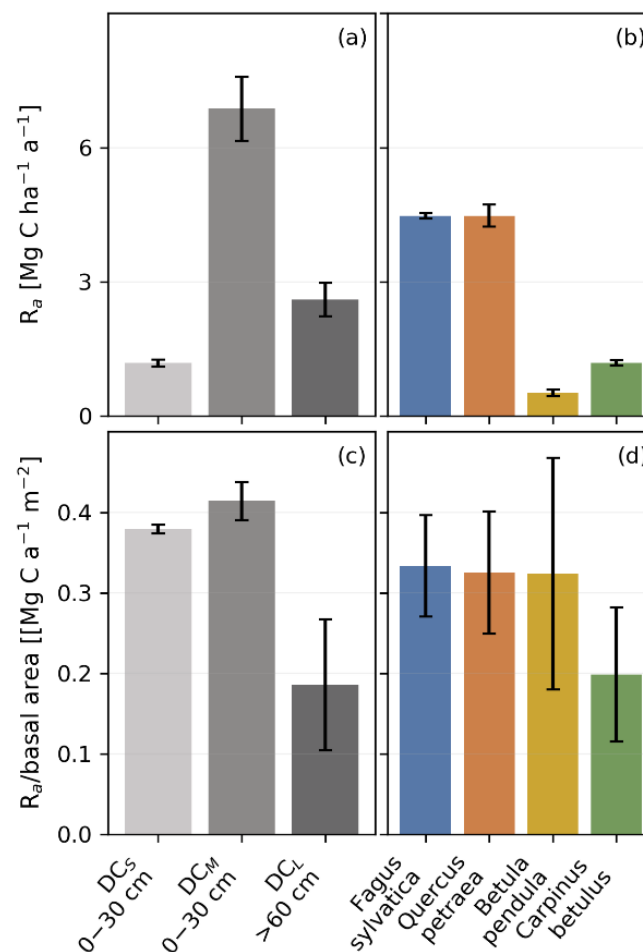 (a)
(b)
R_a [Mg C ha⁻¹ a⁻¹]
6
3
0
(c)
(d)
R_a/basal area [[Mg C a⁻¹ m⁻²]
0.4
0.3
0.2
0.1
0.0
DC_S
0−30 cm
DC_M
0−30 cm
DC_L
>60 cm
Fagus
sylvatica
Quercus
petraea
Betula
pendula
Carpinus
betulus